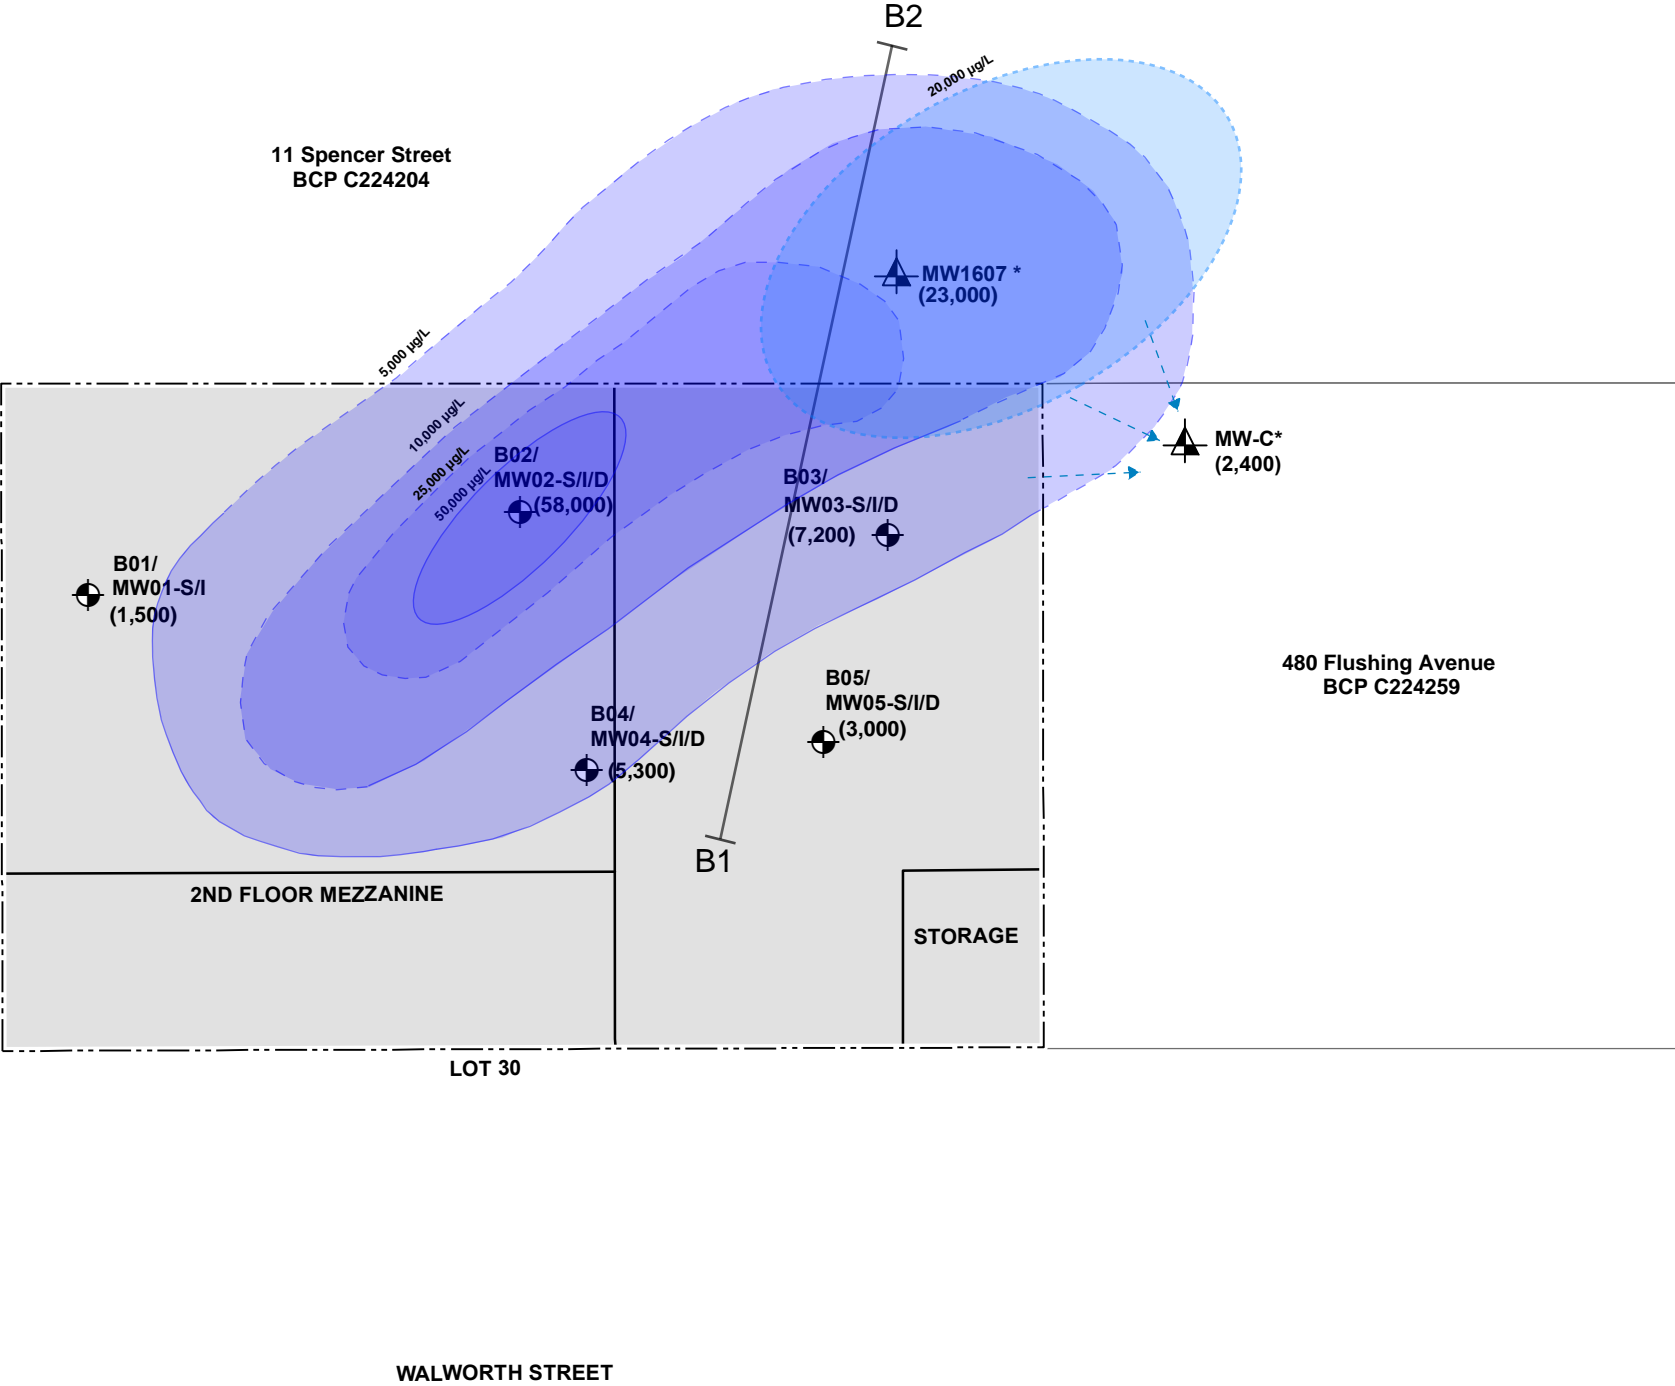 B2
20,000 µg/L
11 Spencer Street
BCP C224204
MW1607 *
(23,000)
5,000 µg/L
10,000 µg/L
25,000 µg/L
50,000 µg/L
B02/
MW02-S/I/D
(58,000)
B03/
MW03-S/I/D
(7,200)
MW-C*
(2,400)
B01/
MW01-S/I
(1,500)
480 Flushing Avenue
BCP C224259
B05/
MW05-S/I/D
(3,000)
B04/
MW04-S/I/D
(5,300)
B1
2ND FLOOR MEZZANINE
STORAGE
LOT 30
WALWORTH STREET